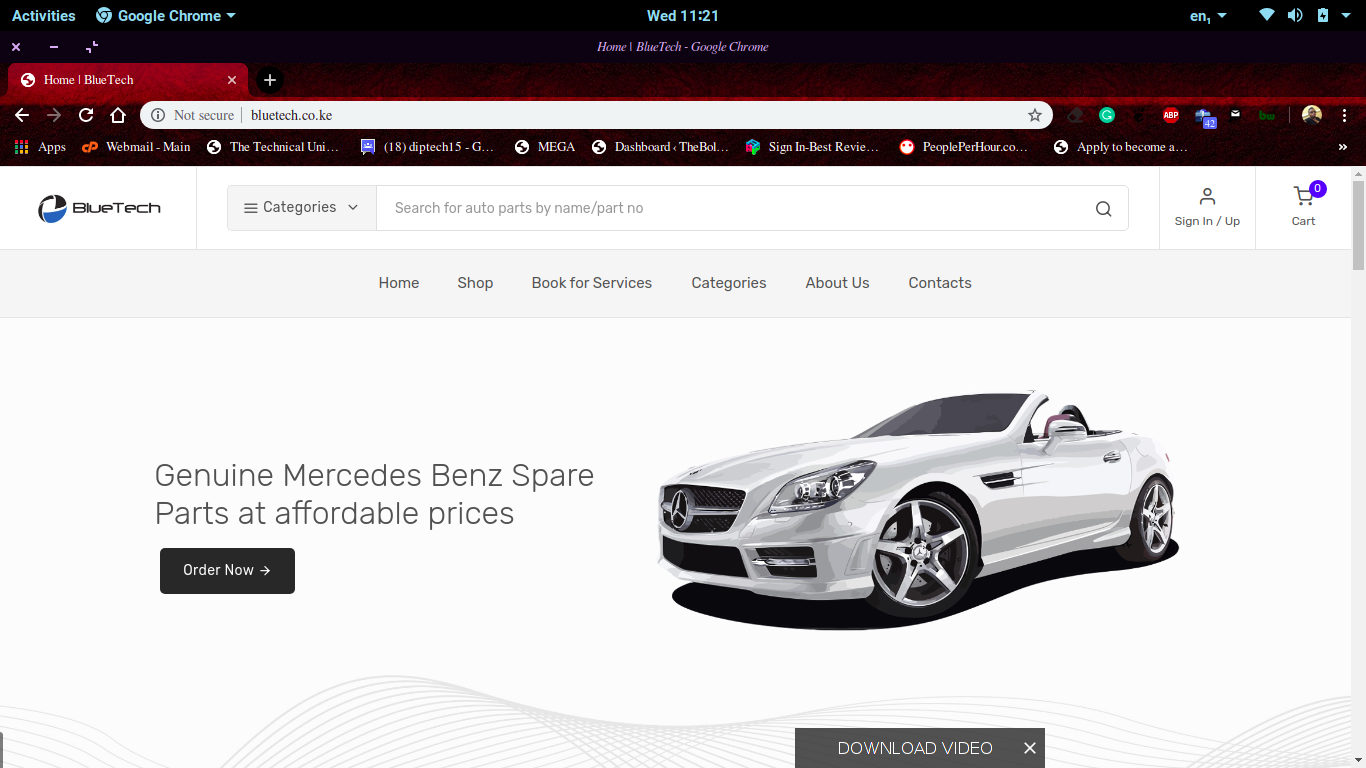 Activities Google Chrome Wed 11:21 en1
Home | BlueTech - Google Chrome
Home | BlueTech
Not secure bluetech.co.ke ABP 42 bw
Apps Webmail - Main The Technical Uni… (18) diptech15 - G… MEGA Dashboard ‹ TheBol… Sign In-Best Revie… PeoplePerHour.co… Apply to become a… »
BlueTech Categories Search for auto parts by name/part no Sign In / Up 0 Cart
Home Shop Book for Services Categories About Us Contacts
Genuine Mercedes Benz Spare
Parts at affordable prices
Order Now →
DOWNLOAD VIDEO